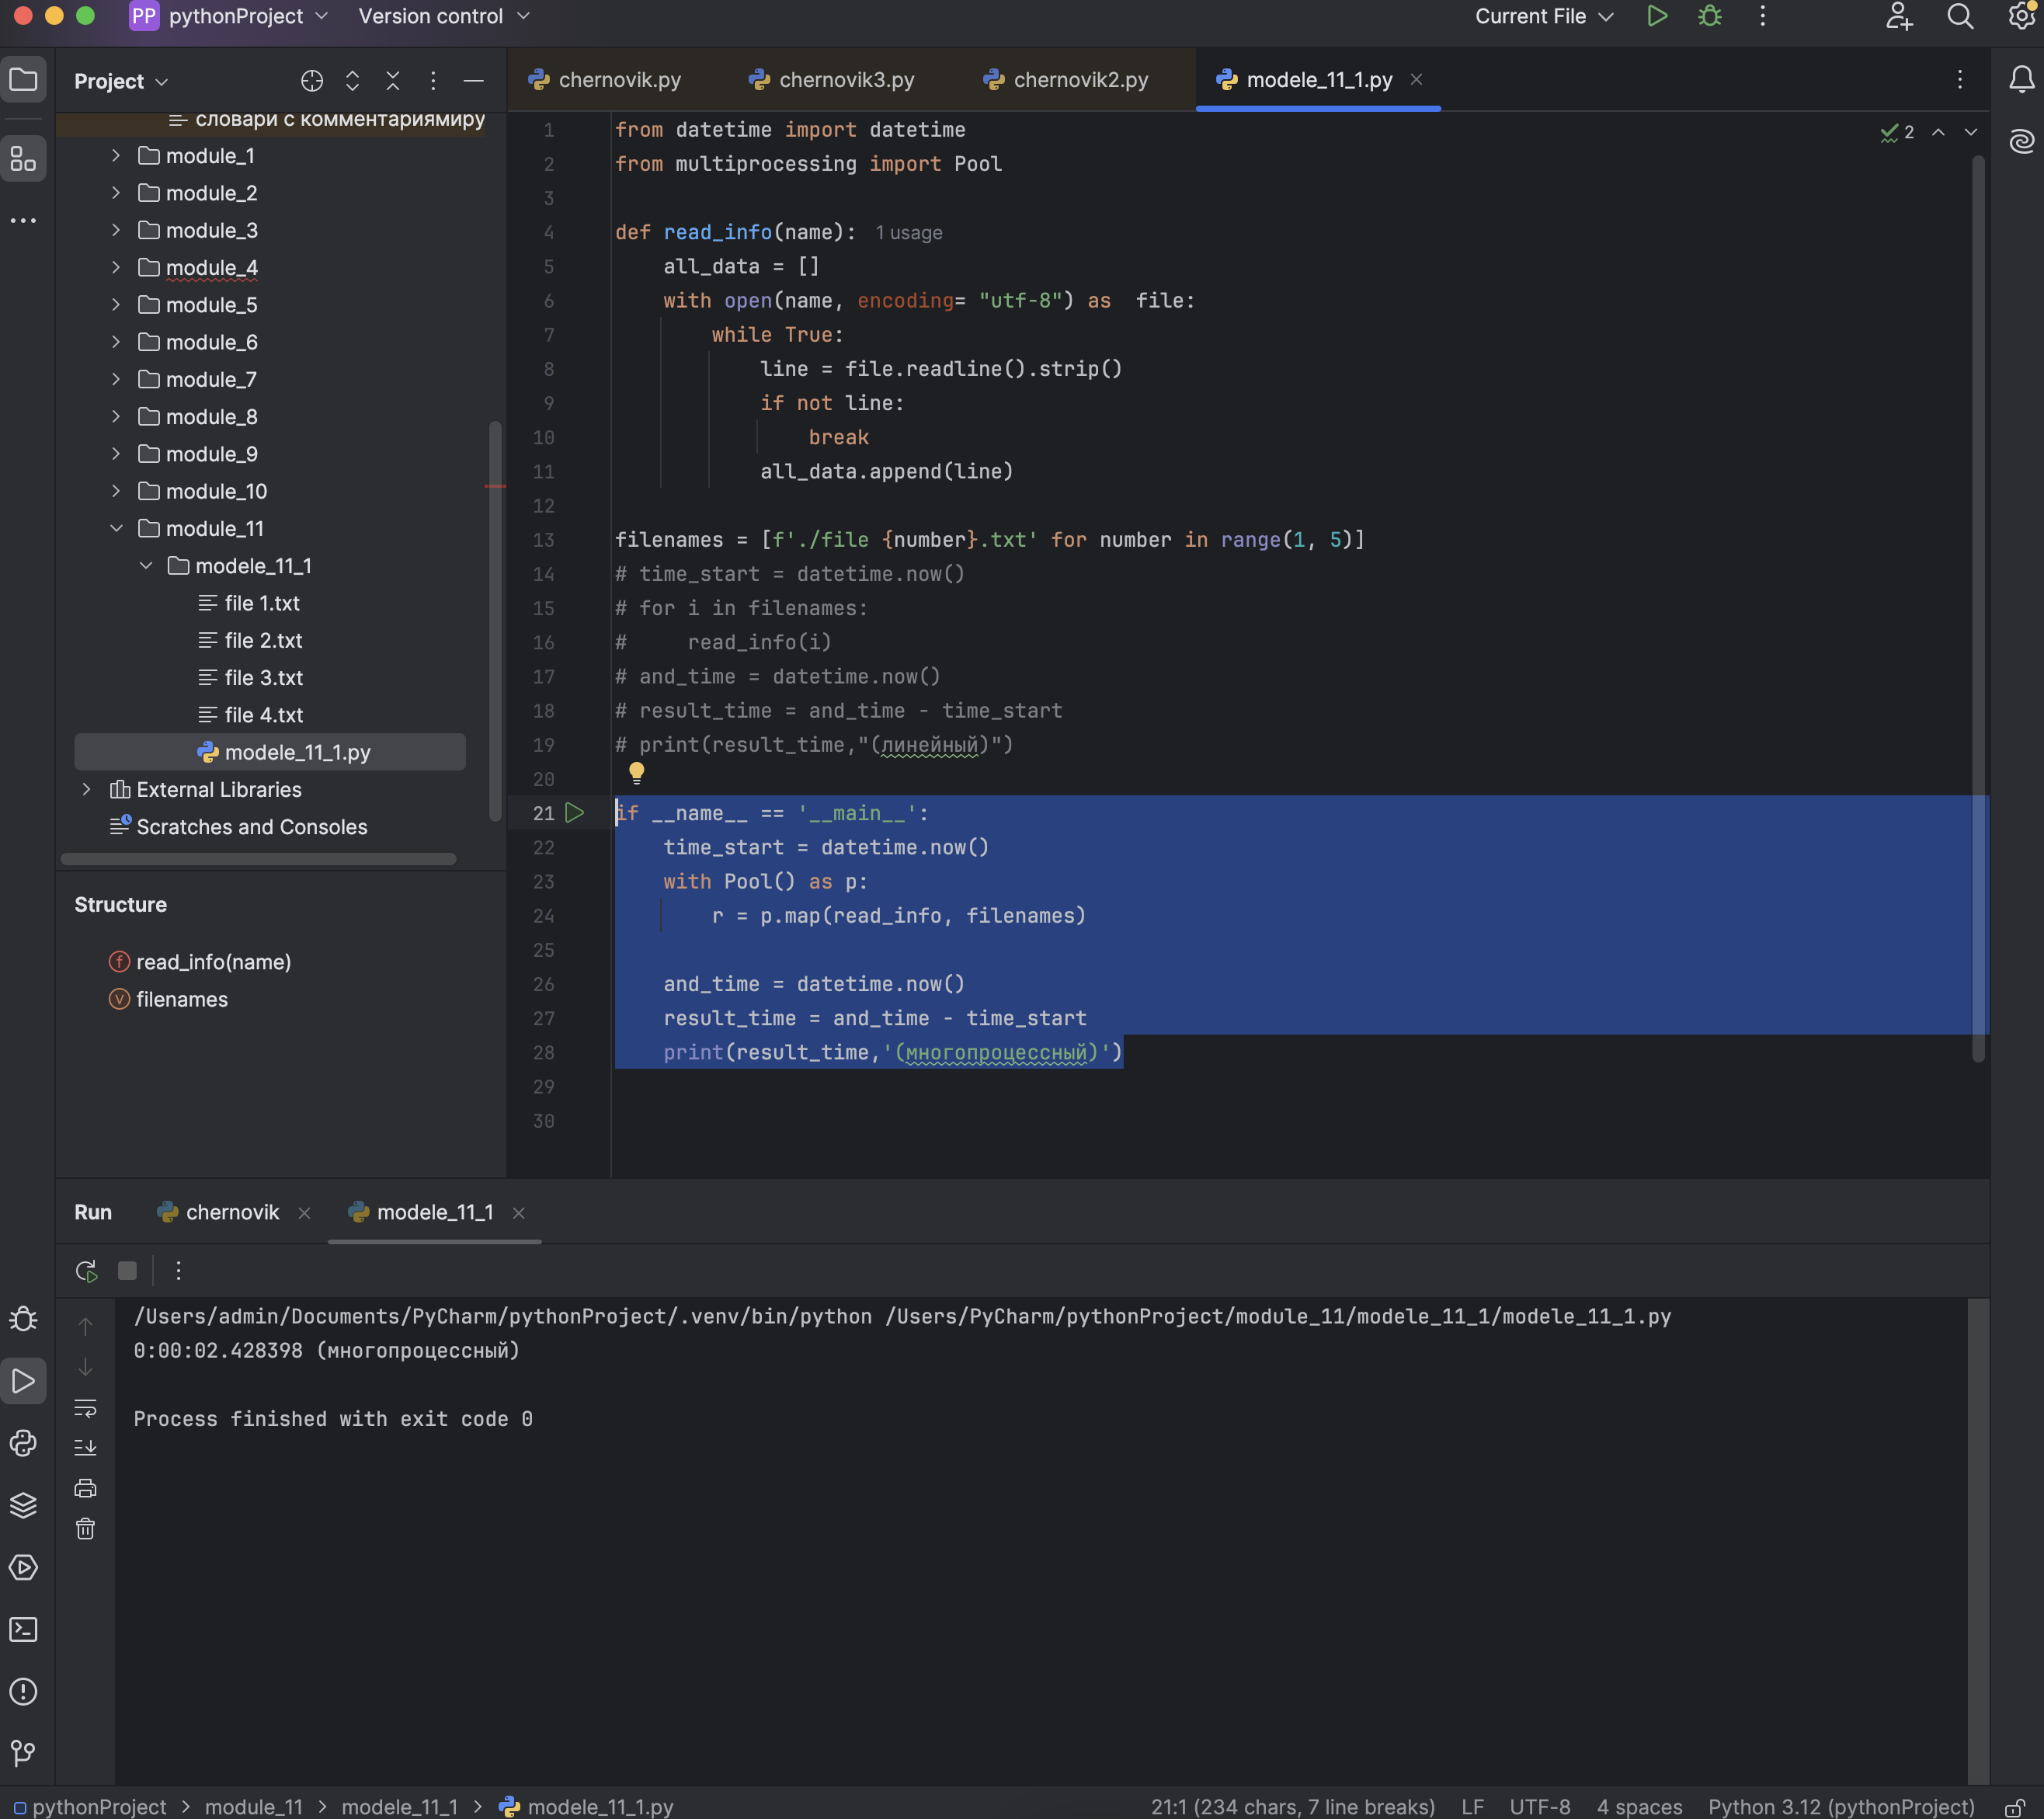 PP pythonProject Version control Current File
Project
chernovik.py chernovik3.py chernovik2.py modele_11_1.py
словари с комментариямиру
module_1
module_2
module_3
module_4
module_5
module_6
module_7
module_8
module_9
module_10
module_11
modele_11_1
file 1.txt
file 2.txt
file 3.txt
file 4.txt
modele_11_1.py
External Libraries
Scratches and Consoles
Structure
f read_info(name)
V filenames
2
1 from datetime import datetime
2 from multiprocessing import Pool
3
4 def read_info(name): 1 usage
5     all_data = []
6     with open(name, encoding= "utf-8") as  file:
7         while True:
8             line = file.readline().strip()
9             if not line:
10                 break
11             all_data.append(line)
12
13 filenames = [f'./file {number}.txt' for number in range(1, 5)]
14 # time_start = datetime.now()
15 # for i in filenames:
16 #     read_info(i)
17 # and_time = datetime.now()
18 # result_time = and_time - time_start
19 # print(result_time,"(линейный)")
20
21 if __name__ == '__main__':
22     time_start = datetime.now()
23     with Pool() as p:
24         r = p.map(read_info, filenames)
25
26     and_time = datetime.now()
27     result_time = and_time - time_start
28     print(result_time,'(многопроцессный)')
29
30
Run chernovik modele_11_1
/Users/admin/Documents/PyCharm/pythonProject/.venv/bin/python /Users/PyCharm/pythonProject/module_11/modele_11_1/modele_11_1.py
0:00:02.428398 (многопроцессный)
Process finished with exit code 0
pythonProject > module_11 > modele_11_1 > modele_11_1.py 21:1 (234 chars, 7 line breaks) LF UTF-8 4 spaces Python 3.12 (pythonProject)